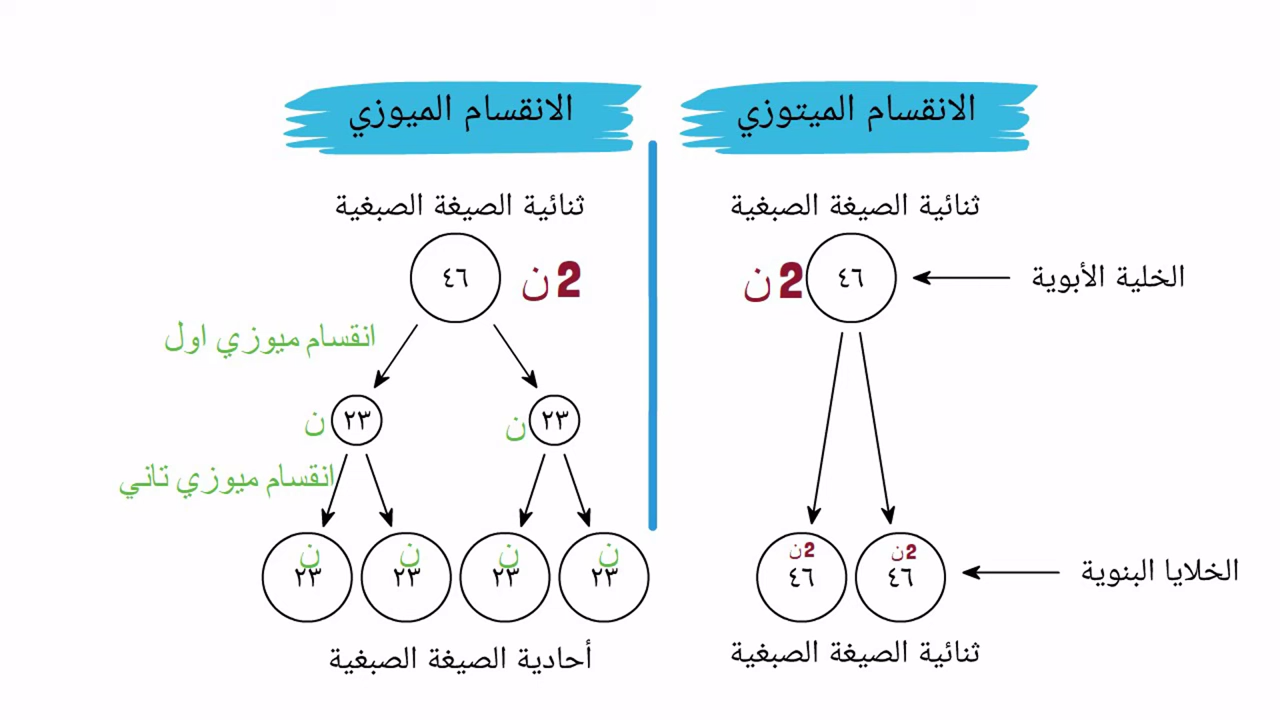 الانقسام الميتوزي
الانقسام الميوزي
ثنائية الصيغة الصبغية
ثنائية الصيغة الصبغية
الخلية الأبوية
٤٦
2ن
2ن
٤٦
انقسام ميوزي اول
٢٣
ن
٢٣
ن
انقسام ميوزي تاني
الخلايا البنوية
2ن
٤٦
2ن
٤٦
ن
٢٣
ن
٢٣
ن
٢٣
ن
٢٣
ثنائية الصيغة الصبغية
أحادية الصيغة الصبغية